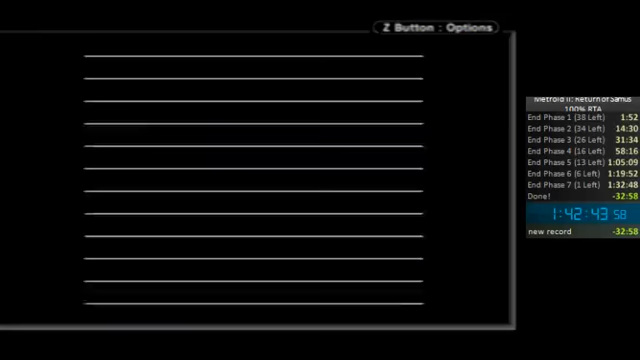 Z Button : Options
Metroid II: Return of Samus
100% RTA
End Phase 1 (38 Left) 1:52
End Phase 2 (34 Left) 14:30
End Phase 3 (26 Left) 31:34
End Phase 4 (16 Left) 58:16
End Phase 5 (13 Left) 1:05:09
End Phase 6 (6 Left) 1:19:52
End Phase 7 (1 Left) 1:32:48
Done! -32:58
1:42:43 58
new record -32:58